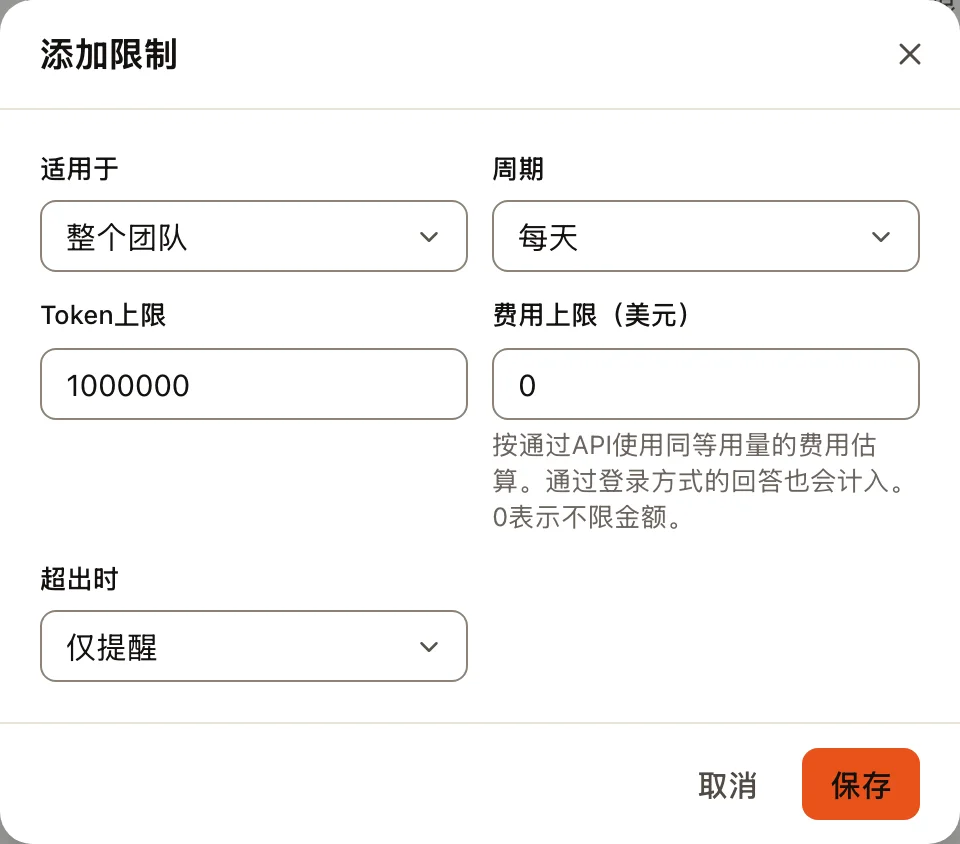 添加限制
适用于
周期
整个团队
每天
Token上限
费用上限（美元）
1000000
0
按通过API使用同等用量的费用估
算。通过登录方式的回答也会计入。
0表示不限金额。
超出时
仅提醒
取消
保存